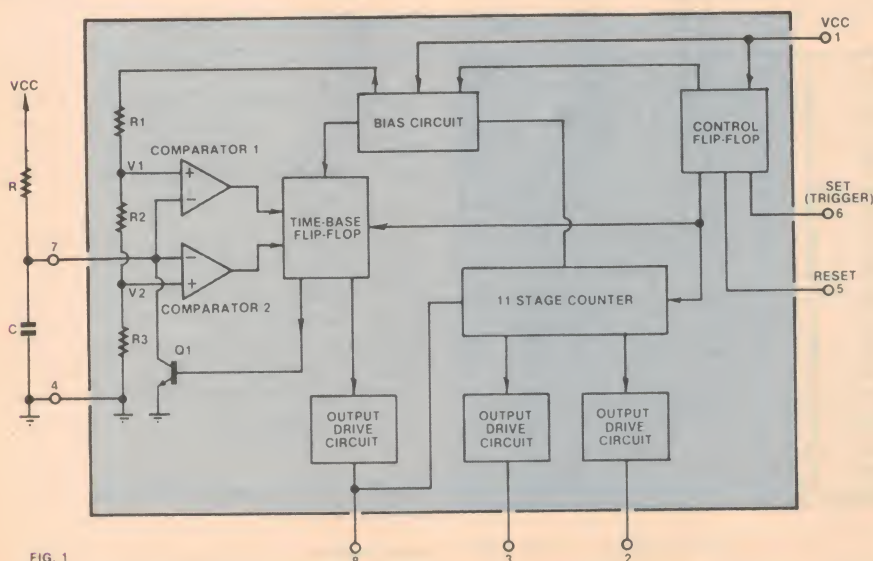 VCC
1
VCC
R1
R
BIAS CIRCUIT
CONTROL
FLIP-FLOP
COMPARATOR 1
V1
+
−
R2
TIME-BASE
FLIP-FLOP
SET
(TRIGGER)
6
7
−
+
V2
COMPARATOR 2
RESET
5
11 STAGE COUNTER
C
R3
Q1
4
OUTPUT
DRIVE
CIRCUIT
OUTPUT
DRIVE
CIRCUIT
OUTPUT
DRIVE
CIRCUIT
FIG. 1
8
3
2